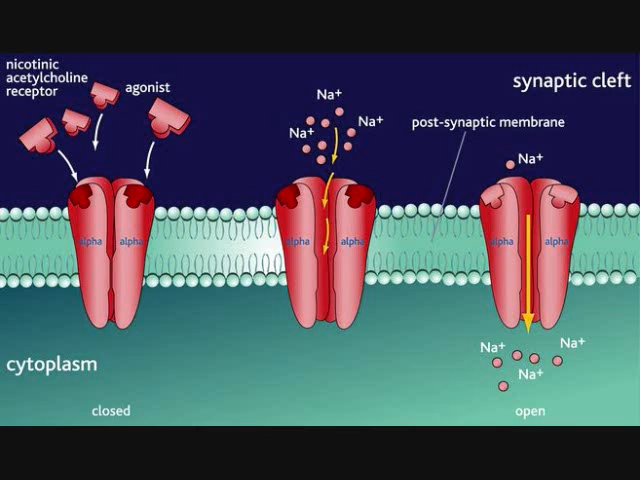 nicotinic
acetylcholine
receptor
agonist
synaptic cleft
Na+
Na+
Na+
post-synaptic membrane
Na+
alpha
alpha
alpha
alpha
alpha
alpha
cytoplasm
Na+
Na+
Na+
closed
open